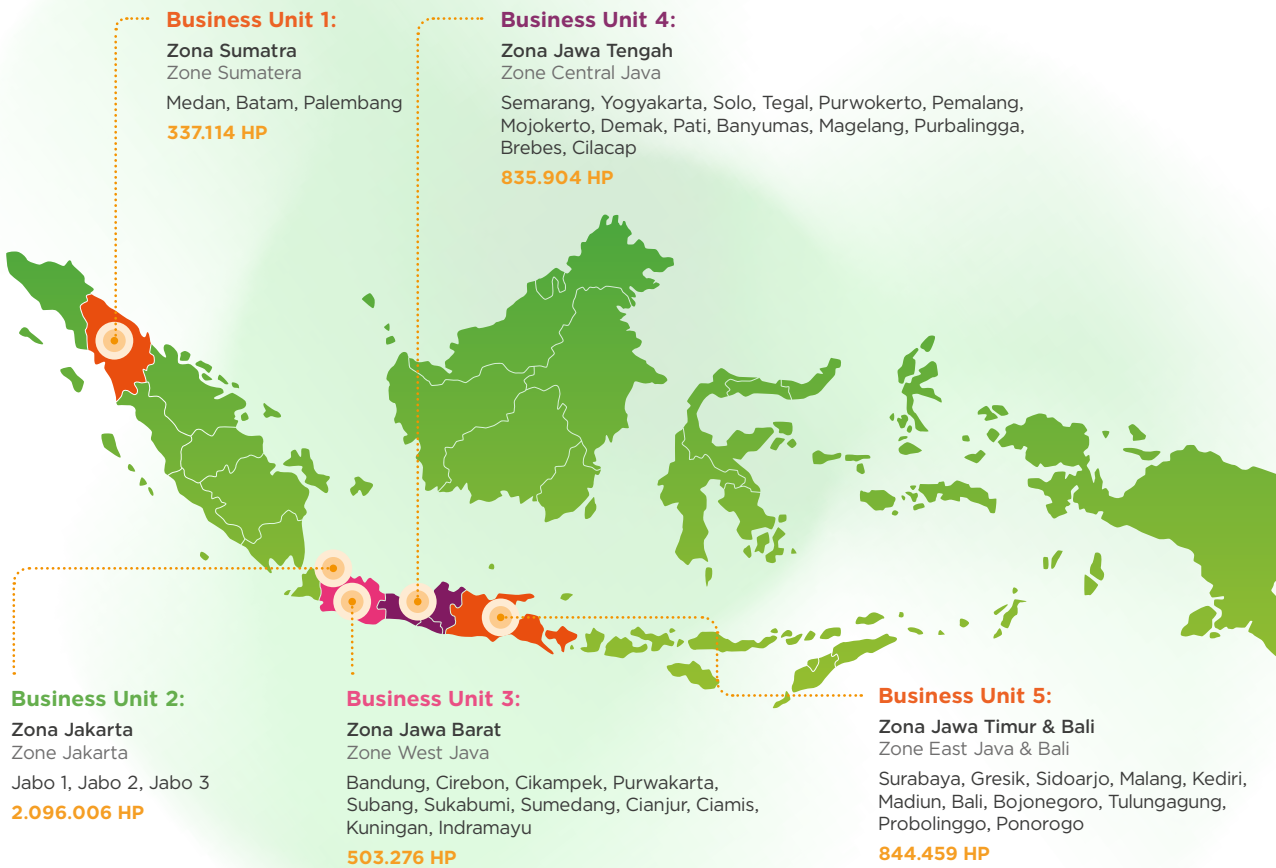 Business Unit 1:
Zona Sumatra
Zone Sumatera
Medan, Batam, Palembang
337.114 HP
Business Unit 4:
Zona Jawa Tengah
Zone Central Java
Semarang, Yogyakarta, Solo, Tegal, Purwokerto, Pemalang,
Mojokerto, Demak, Pati, Banyumas, Magelang, Purbalingga,
Brebes, Cilacap
835.904 HP
Business Unit 2:
Zona Jakarta
Zone Jakarta
Jabo 1, Jabo 2, Jabo 3
2.096.006 HP
Business Unit 3:
Zona Jawa Barat
Zone West Java
Bandung, Cirebon, Cikampek, Purwakarta,
Subang, Sukabumi, Sumedang, Cianjur, Ciamis,
Kuningan, Indramayu
503.276 HP
Business Unit 5:
Zona Jawa Timur & Bali
Zone East Java & Bali
Surabaya, Gresik, Sidoarjo, Malang, Kediri,
Madiun, Bali, Bojonegoro, Tulungagung,
Probolinggo, Ponorogo
844.459 HP